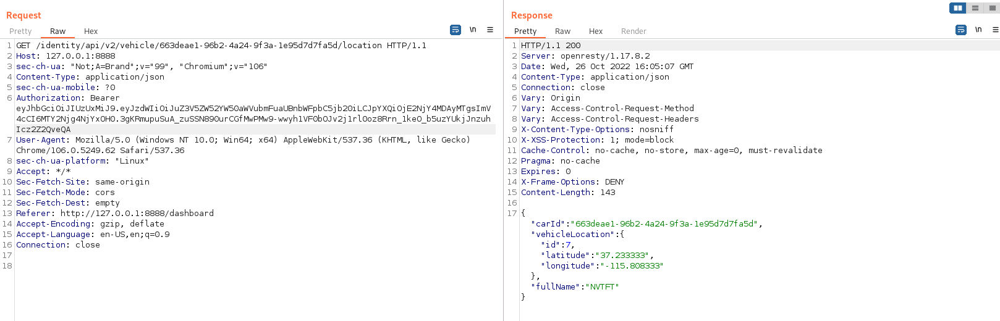 Request
Pretty Raw Hex
\n
1 GET /identity/api/v2/vehicle/663deae1-96b2-4a24-9f3a-1e95d7d7fa5d/location HTTP/1.1
2 Host: 127.0.0.1:8888
3 sec-ch-ua: "Not;A=Brand";v="99", "Chromium";v="106"
4 Content-Type: application/json
5 sec-ch-ua-mobile: ?0
6 Authorization: Bearer
eyJhbGciOiJIUzUxMiJ9.eyJzdWIiOiJuZ3V5ZW52YW50aWVubmFuaUBnbWFpbC5jb20iLCJpYXQiOjE2NjY4MDAyMTgsImV
4cCI6MTY2Njg4NjYxOH0.3gKRmupuSuA_zuSSN890urCGfMwPMw9-wwyh1VF0bOJv2j1rl0oz8Rrn_1keO_b5uzYUkjJnzuh
Icz2Z2QveQA
7 User-Agent: Mozilla/5.0 (Windows NT 10.0; Win64; x64) AppleWebKit/537.36 (KHTML, like Gecko)
Chrome/106.0.5249.62 Safari/537.36
8 sec-ch-ua-platform: "Linux"
9 Accept: */*
10 Sec-Fetch-Site: same-origin
11 Sec-Fetch-Mode: cors
12 Sec-Fetch-Dest: empty
13 Referer: http://127.0.0.1:8888/dashboard
14 Accept-Encoding: gzip, deflate
15 Accept-Language: en-US,en;q=0.9
16 Connection: close
17
18
Response
Pretty Raw Hex Render
\n
1 HTTP/1.1 200
2 Server: openresty/1.17.8.2
3 Date: Wed, 26 Oct 2022 16:05:07 GMT
4 Content-Type: application/json
5 Connection: close
6 Vary: Origin
7 Vary: Access-Control-Request-Method
8 Vary: Access-Control-Request-Headers
9 X-Content-Type-Options: nosniff
10 X-XSS-Protection: 1; mode=block
11 Cache-Control: no-cache, no-store, max-age=0, must-revalidate
12 Pragma: no-cache
13 Expires: 0
14 X-Frame-Options: DENY
15 Content-Length: 143
16
17 {
"carId":"663deae1-96b2-4a24-9f3a-1e95d7d7fa5d",
"vehicleLocation":{
"id":7,
"latitude":"37.233333",
"longitude":"-115.808333"
},
"fullName":"NVTFT"
}